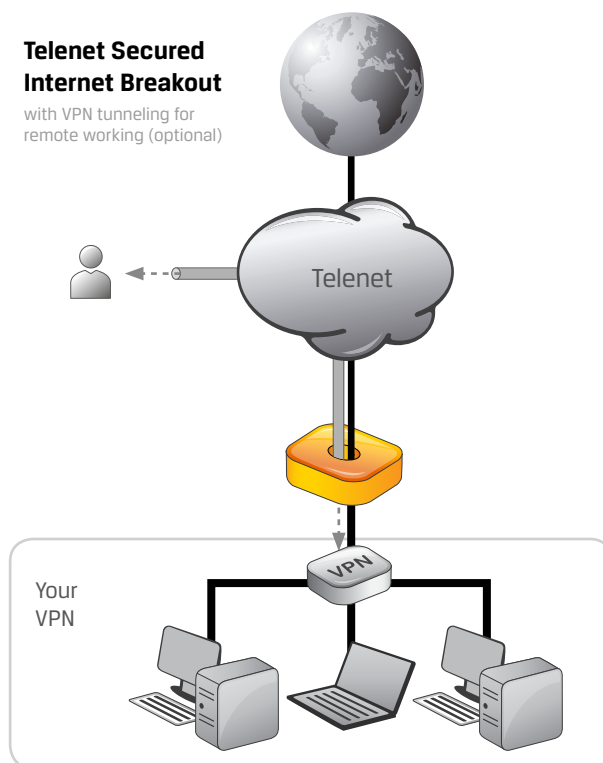 Telenet Secured
Internet Breakout
with VPN tunneling for
remote working (optional)
Telenet
VPN
Your
VPN